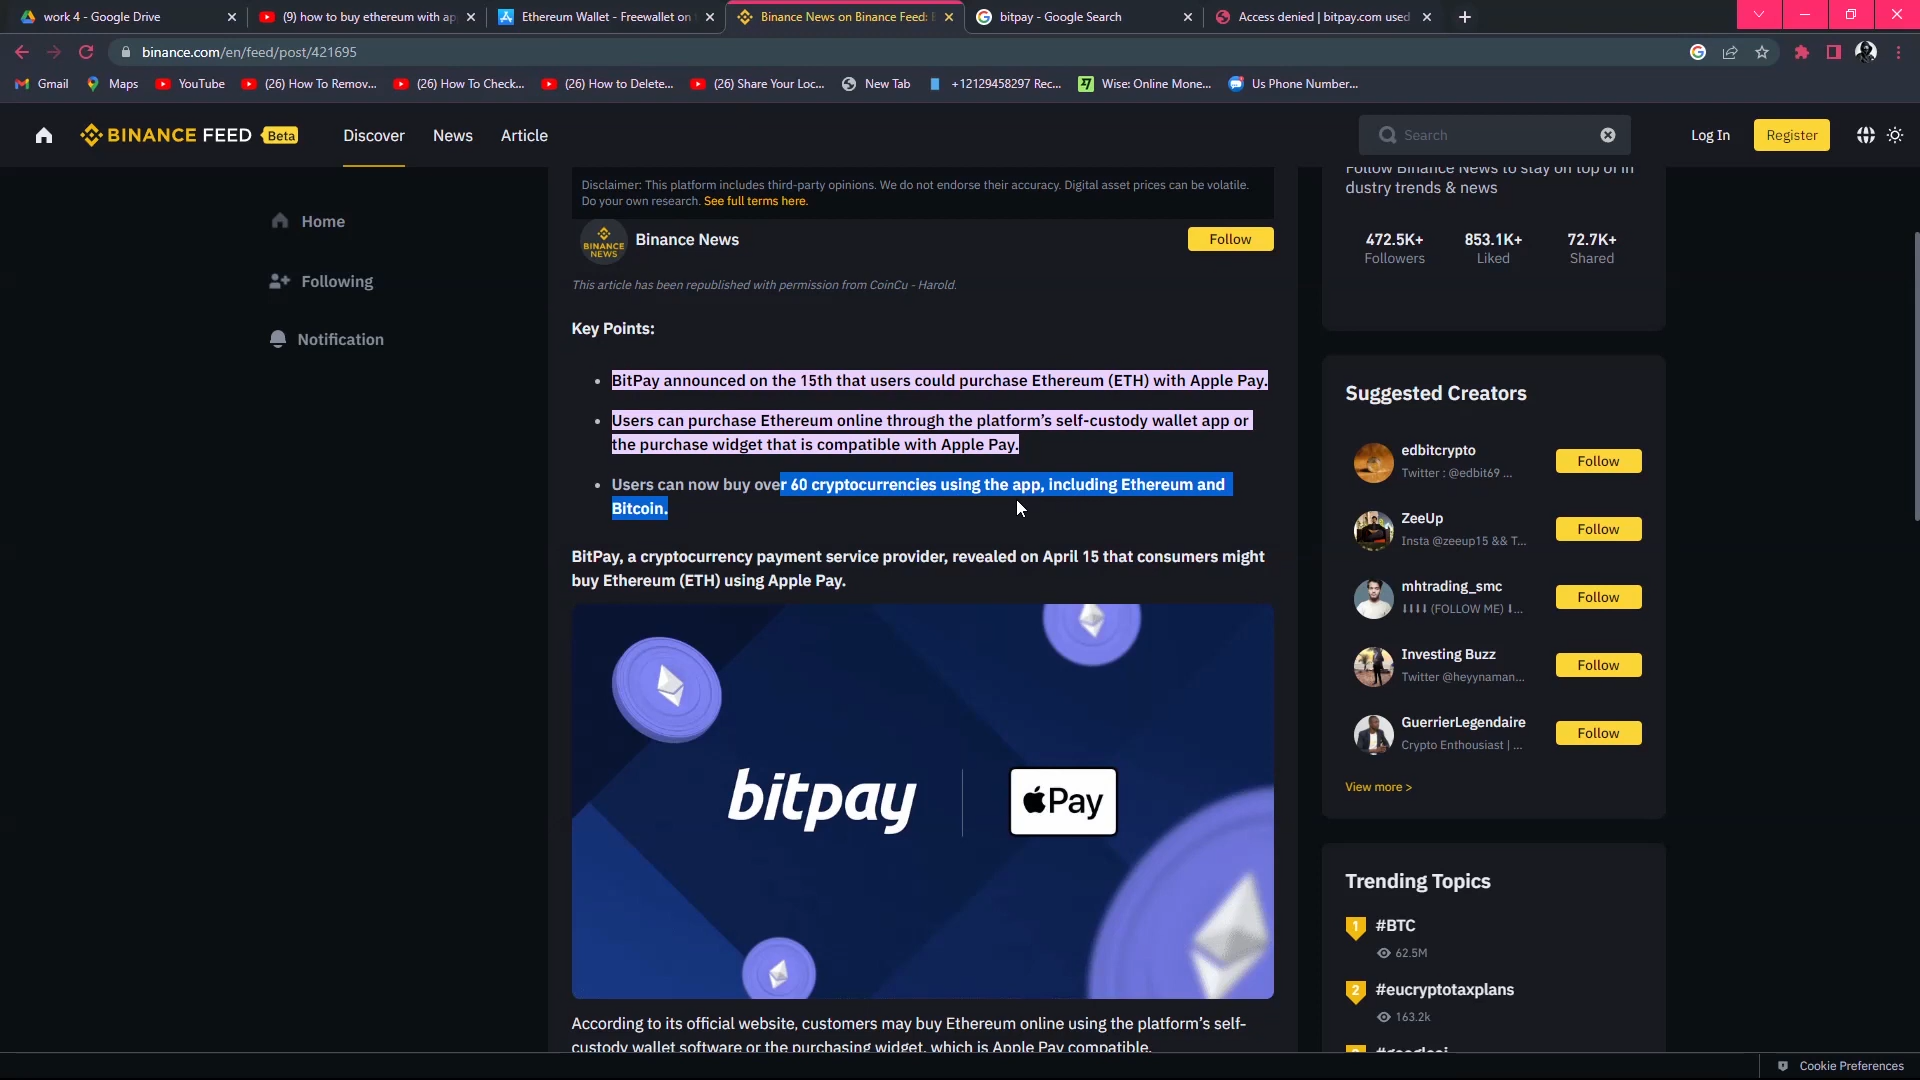 work 4 - Google Drive
(9) how to buy ethereum with ap
Ethereum Wallet - Freewallet on
Binance News on Binance Feed:
bitpay - Google Search
Access denied | bitpay.com used
binance.com/en/feed/post/421695
Gmail
Maps
YouTube
(26) How To Remov...
(26) How To Check...
(26) How to Delete...
(26) Share Your Loc...
New Tab
+12129458297 Rec...
Wise: Online Mone...
Us Phone Number...
BINANCE FEED Beta
Discover
News
Article
Search
Log In
Register
Home
Following
Notification
Disclaimer: This platform includes third-party opinions. We do not endorse their accuracy. Digital asset prices can be volatile.
Do your own research. See full terms here.
BINANCE
NEWS
Binance News
Follow
This article has been republished with permission from CoinCu - Harold.
Key Points:
• BitPay announced on the 15th that users could purchase Ethereum (ETH) with Apple Pay.
• Users can purchase Ethereum online through the platform’s self-custody wallet app or
the purchase widget that is compatible with Apple Pay.
• Users can now buy over 60 cryptocurrencies using the app, including Ethereum and
Bitcoin.
BitPay, a cryptocurrency payment service provider, revealed on April 15 that consumers might
buy Ethereum (ETH) using Apple Pay.
bitpay
Pay
According to its official website, customers may buy Ethereum online using the platform’s self-
custody wallet software or the purchasing widget, which is Apple Pay compatible.
Follow Binance News to stay on top of in
dustry trends & news
472.5K+
Followers
853.1K+
Liked
72.7K+
Shared
Suggested Creators
edbitcrypto
Twitter : @edbit69 ...
Follow
ZeeUp
Insta @zeeup15 && T...
Follow
mhtrading_smc
⬇⬇⬇⬇ (FOLLOW ME) ⬇...
Follow
Investing Buzz
Twitter @heyynaman...
Follow
GuerrierLegendaire
Crypto Enthusiast | ...
Follow
View more >
Trending Topics
1 #BTC
62.5M
2 #eucryptotaxplans
163.2k
Cookie Preferences